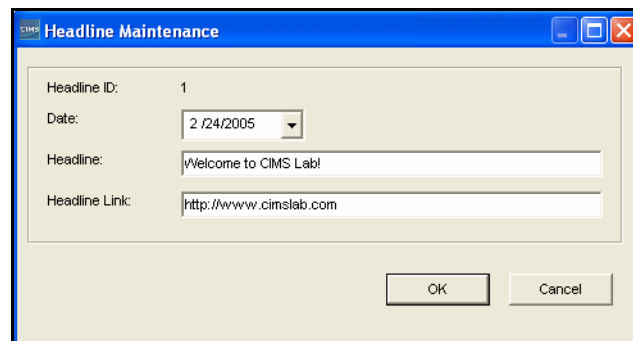 CIMS Headline Maintenance
Headline ID: 1
Date: 2 /24/2005
Headline: Welcome to CIMS Lab!
Headline Link: http://www.cimslab.com
OK Cancel